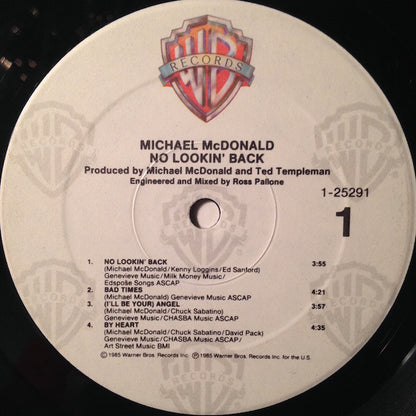 WB
RECORDS
MICHAEL McDONALD
NO LOOKIN' BACK
Produced by Michael McDonald and Ted Templeman
Engineered and Mixed by Ross Pallone
1-25291
1
1. NO LOOKIN' BACK 3:55
(Michael McDonald/Kenny Loggins/Ed Sanford)
Genevieve Music/Milk Money Music/
Edspoße Songs ASCAP
2. BAD TIMES 4:21
(Michael McDonald) Genevieve Music ASCAP
3. (I'LL BE YOUR) ANGEL 3:57
(Michael McDonald/Chuck Sabatino)
Genevieve Music/CHASBA Music ASCAP
4. BY HEART 4:35
(Michael McDonald/Chuck Sabatino/David Pack)
Genevieve Music/CHASBA Music ASCAP/
Art Street Music BMI
Ⓒ1985 Warner Bros. Records Inc. Ⓟ1985 Warner Bros. Records Inc. for the U.S.